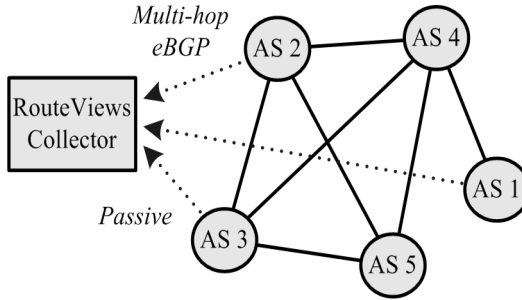 Multi-hop
eBGP
AS 2
AS 4
RouteViews
Collector
AS 1
Passive
AS 3
AS 5